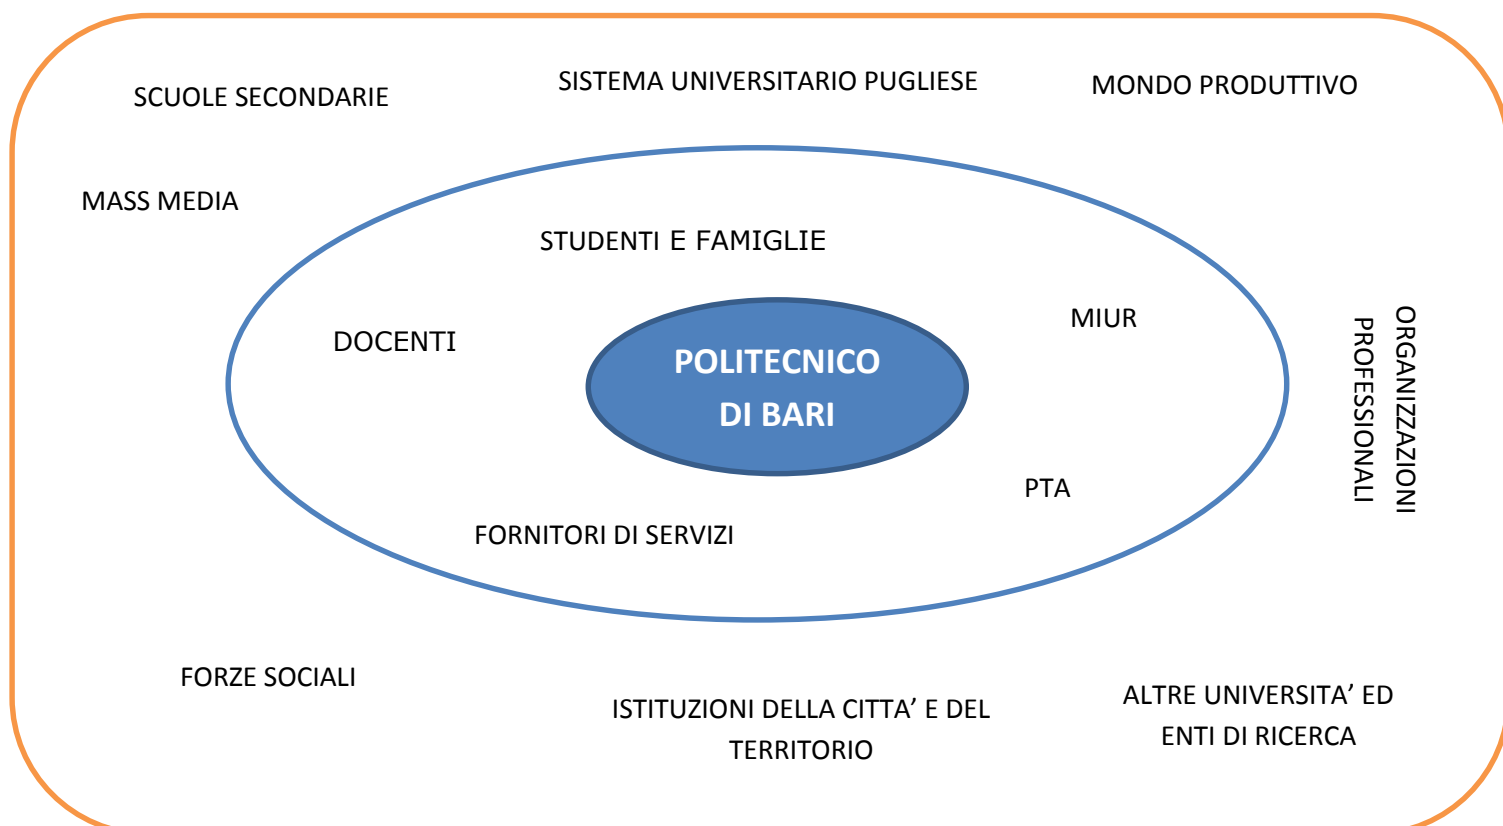 SCUOLE SECONDARIE
SISTEMA UNIVERSITARIO PUGLIESE
MONDO PRODUTTIVO
MASS MEDIA
STUDENTI E FAMIGLIE
DOCENTI
MIUR
POLITECNICO
DI BARI
ORGANIZZAZIONI
PROFESSIONALI
PTA
FORNITORI DI SERVIZI
FORZE SOCIALI
ISTITUZIONI DELLA CITTA’ E DEL
TERRITORIO
ALTRE UNIVERSITA’ ED
ENTI DI RICERCA